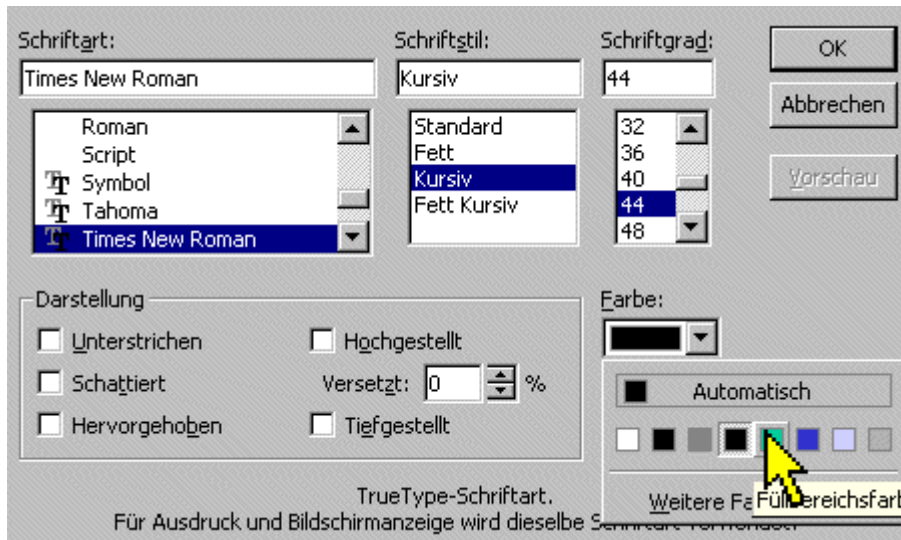 Schriftart: Schriftstil: Schriftgrad:
OK
Times New Roman Kursiv 44
Abbrechen
Roman Standard 32
Script Fett 36
Symbol Kursiv 40
Vorschau
Tahoma Fett Kursiv 44
Times New Roman 48
Darstellung Farbe:
Unterstrichen Hochgestellt
Schattiert Versetzt: 0 % Automatisch
Hervorgehoben Tiefgestellt
TrueType-Schriftart. Weitere
Für Ausdruck und Bildschirmanzeige wird dieselbe